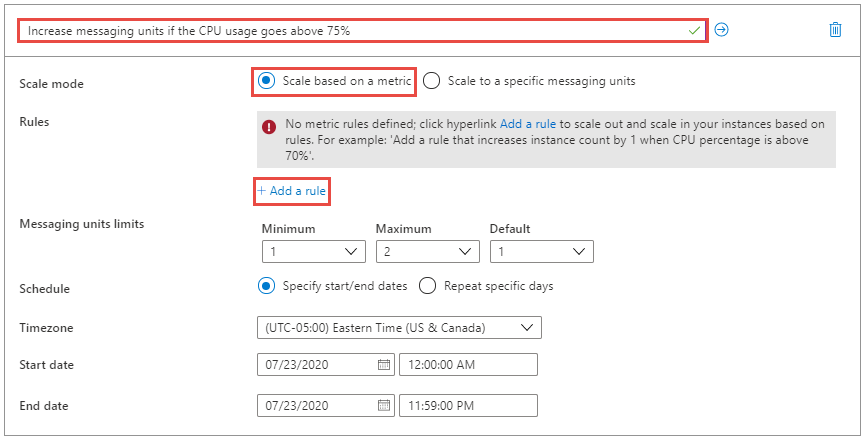 Increase messaging units if the CPU usage goes above 75%
Scale mode
Scale based on a metric
Scale to a specific messaging units
Rules
No metric rules defined; click hyperlink Add a rule to scale out and scale in your instances based on
rules. For example: 'Add a rule that increases instance count by 1 when CPU percentage is above
70%'.
+ Add a rule
Messaging units limits
Minimum
Maximum
Default
1
2
1
Schedule
Specify start/end dates
Repeat specific days
Timezone
(UTC-05:00) Eastern Time (US & Canada)
Start date
07/23/2020
12:00:00 AM
End date
07/23/2020
11:59:00 PM